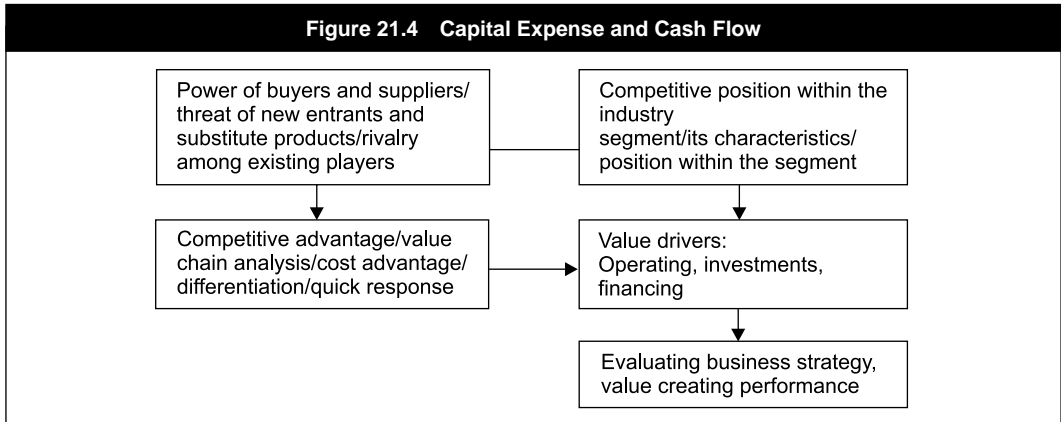 Figure 21.4 Capital Expense and Cash Flow
Power of buyers and suppliers/
threat of new entrants and
substitute products/rivalry
among existing players
Competitive position within the
industry
segment/its characteristics/
position within the segment
Competitive advantage/value
chain analysis/cost advantage/
differentiation/quick response
Value drivers:
Operating, investments,
financing
Evaluating business strategy,
value creating performance